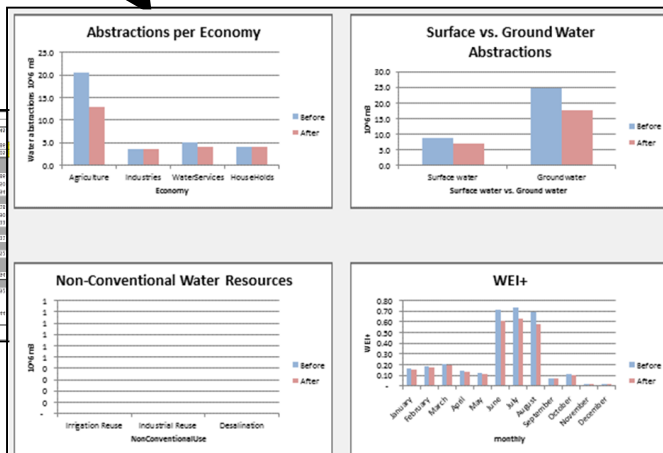 Abstractions per Economy
Water abstractions 10^6 m3
25.0
20.0
15.0
10.0
5.0
0.0
Agriculture Industries WaterServices HouseHolds
Economy
Before
After
Surface vs. Ground Water
Abstractions
10^6 m3
30.0
25.0
20.0
15.0
10.0
5.0
0.0
Surface water Ground water
Surface water vs. Ground water
Before
After
Non-Conventional Water Resources
10^6 m3
1
1
1
1
1
1
0
0
0
0
-
Irrigation Reuse Industrial Reuse Desalination
NonConventionalUse
Before
After
WEI+
WEI+
0.80
0.70
0.60
0.50
0.40
0.30
0.20
0.10
-
January February March April May June July August September October November December
monthly
Before
After